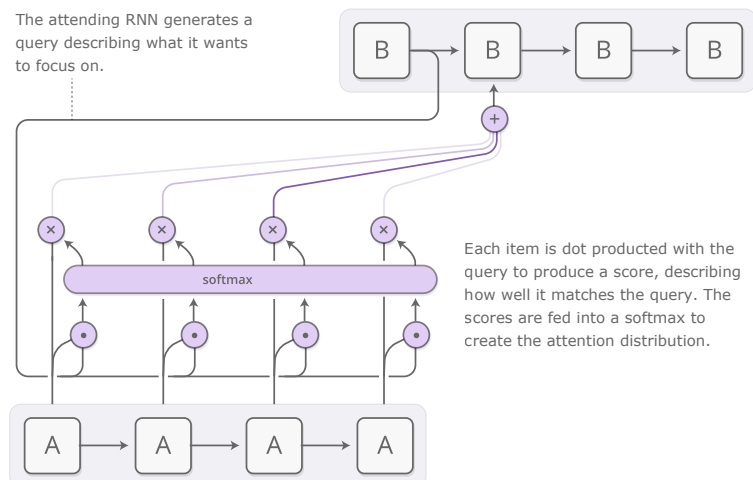 The attending RNN generates a
query describing what it wants
to focus on.
B B B B
+
× × × ×
softmax
Each item is dot producted with the
query to produce a score, describing
how well it matches the query. The
scores are fed into a softmax to
create the attention distribution.
• • • •
A A A A